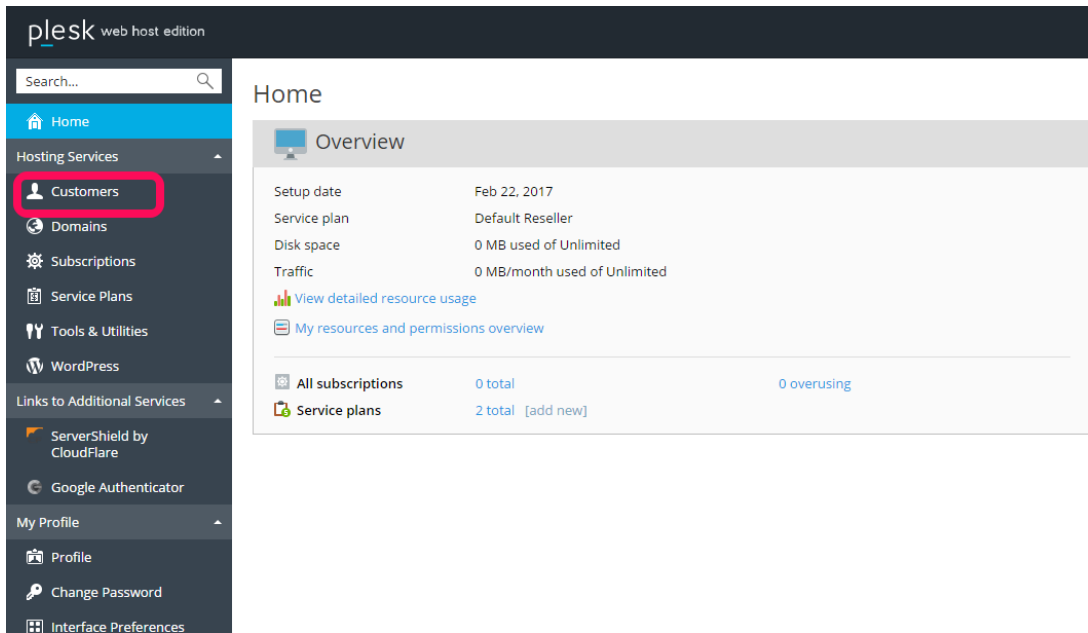 plesk web host edition
Search...
Home
Hosting Services
Customers
Domains
Subscriptions
Service Plans
Tools & Utilities
WordPress
Links to Additional Services
ServerShield by
CloudFlare
Google Authenticator
My Profile
Profile
Change Password
Interface Preferences
Home
Overview
Setup date Feb 22, 2017
Service plan Default Reseller
Disk space 0 MB used of Unlimited
Traffic 0 MB/month used of Unlimited
View detailed resource usage
My resources and permissions overview
All subscriptions 0 total 0 overusing
Service plans 2 total [add new]